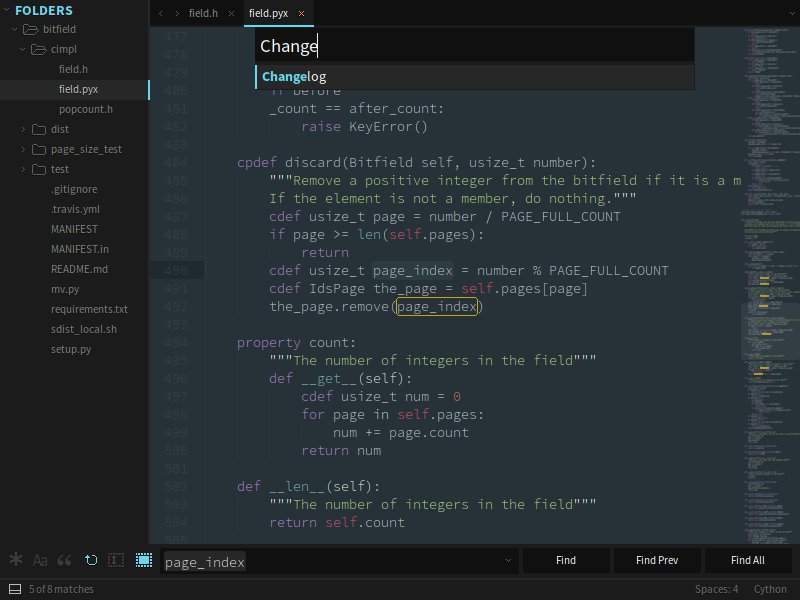 FOLDERS
bitfield
cimpl
field.h
field.pyx
popcount.h
dist
page_size_test
test
.gitignore
.travis.yml
MANIFEST
MANIFEST.in
README.md
mv.py
requirements.txt
sdist_local.sh
setup.py
field.h ×
field.pyx ×
Change
Changelog
477
478
479
480 if before
481 _count == after_count:
482 raise KeyError()
483
484 cpdef discard(Bitfield self, usize_t number):
485 """Remove a positive integer from the bitfield if it is a m
486 If the element is not a member, do nothing."""
487 cdef usize_t page = number / PAGE_FULL_COUNT
488 if page >= len(self.pages):
489 return
490 cdef usize_t page_index = number % PAGE_FULL_COUNT
491 cdef IdsPage the_page = self.pages[page]
492 the_page.remove(page_index)
493
494 property count:
495 """The number of integers in the field"""
496 def __get__(self):
497 cdef usize_t num = 0
498 for page in self.pages:
499 num += page.count
500 return num
501
502 def __len__(self):
503 """The number of integers in the field"""
504 return self.count
505
Aa
page_index
Find
Find Prev
Find All
5 of 8 matches
Spaces: 4
Cython